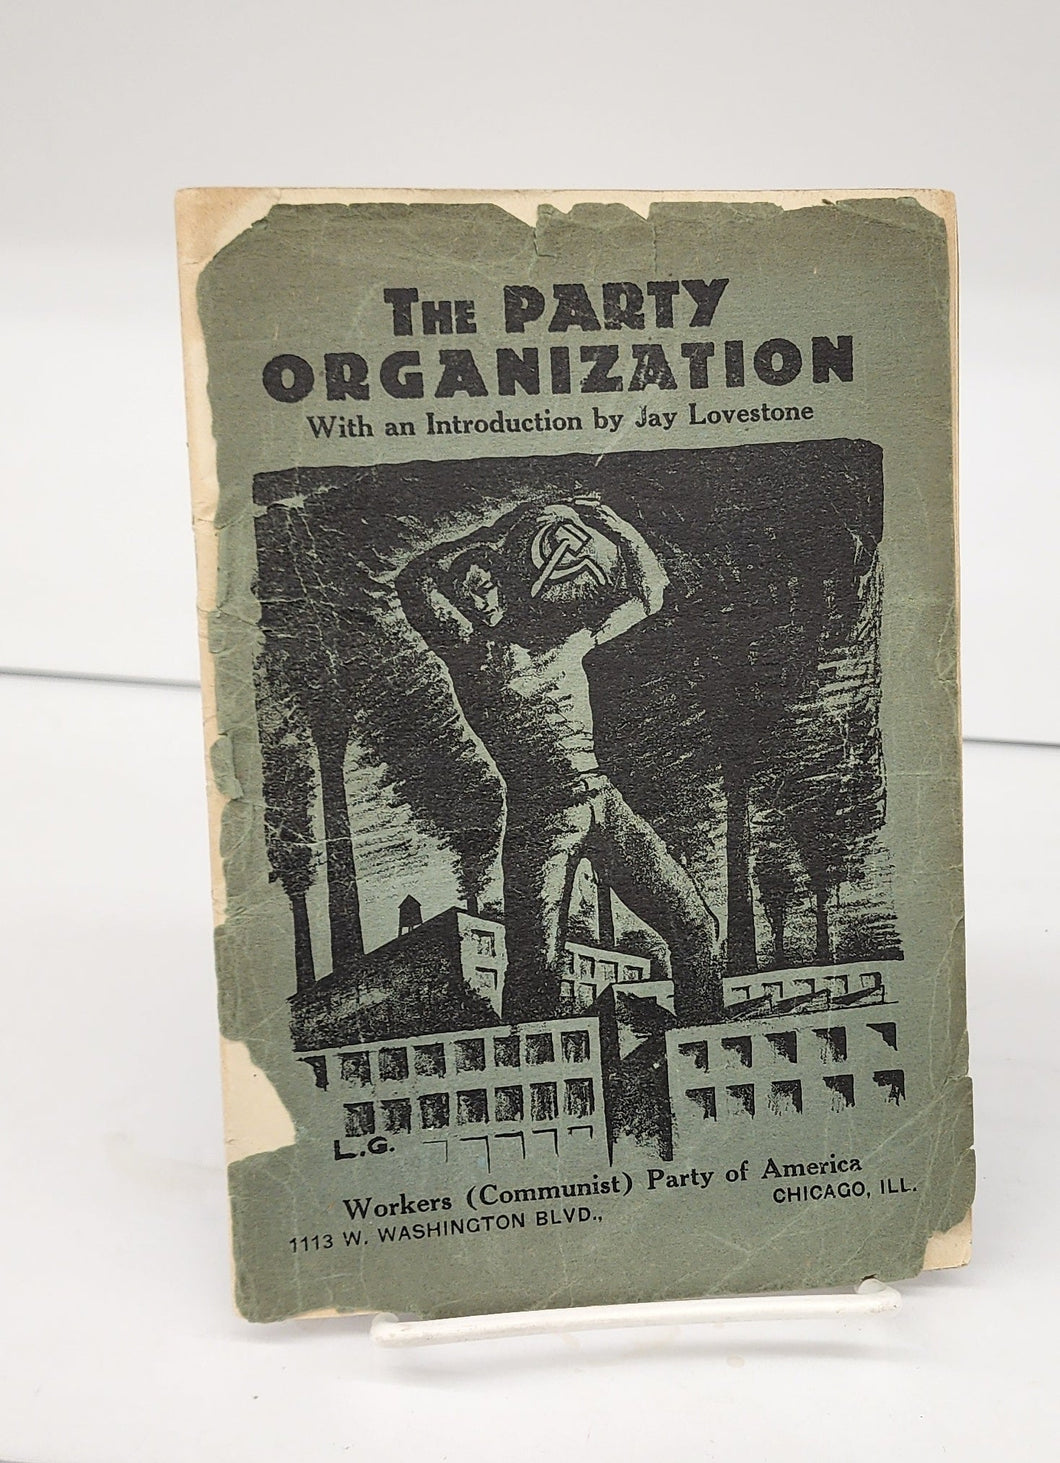 THE PARTY
ORGANIZATION
With an Introduction by Jay Lovestone
L.G.
Workers (Communist) Party of America
1113 W. WASHINGTON BLVD., CHICAGO, ILL.